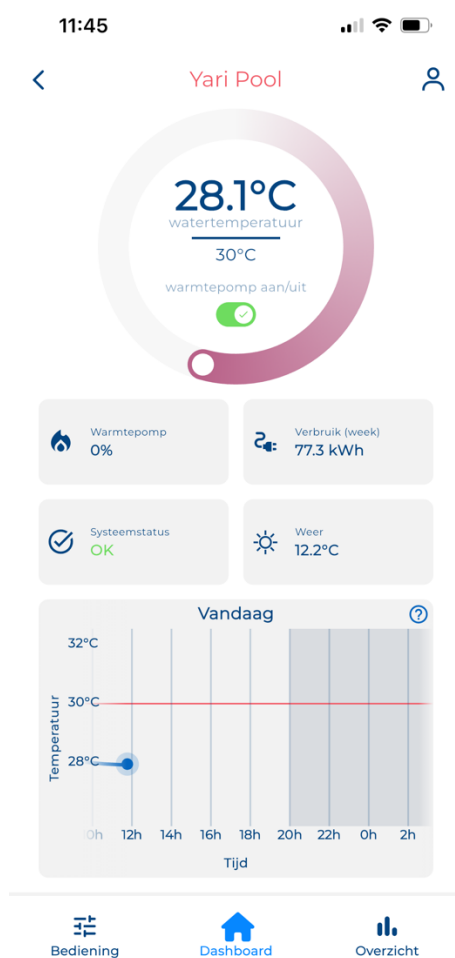 11:45
Yari Pool
28.1°C
watertemperatuur
30°C
warmtepomp aan/uit
Warmtepomp
0%
Verbruik (week)
77.3 kWh
Systeemstatus
OK
Weer
12.2°C
Vandaag
32°C
30°C
28°C
Temperatuur
0h 12h 14h 16h 18h 20h 22h 0h 2h
Tijd
Bediening
Dashboard
Overzicht